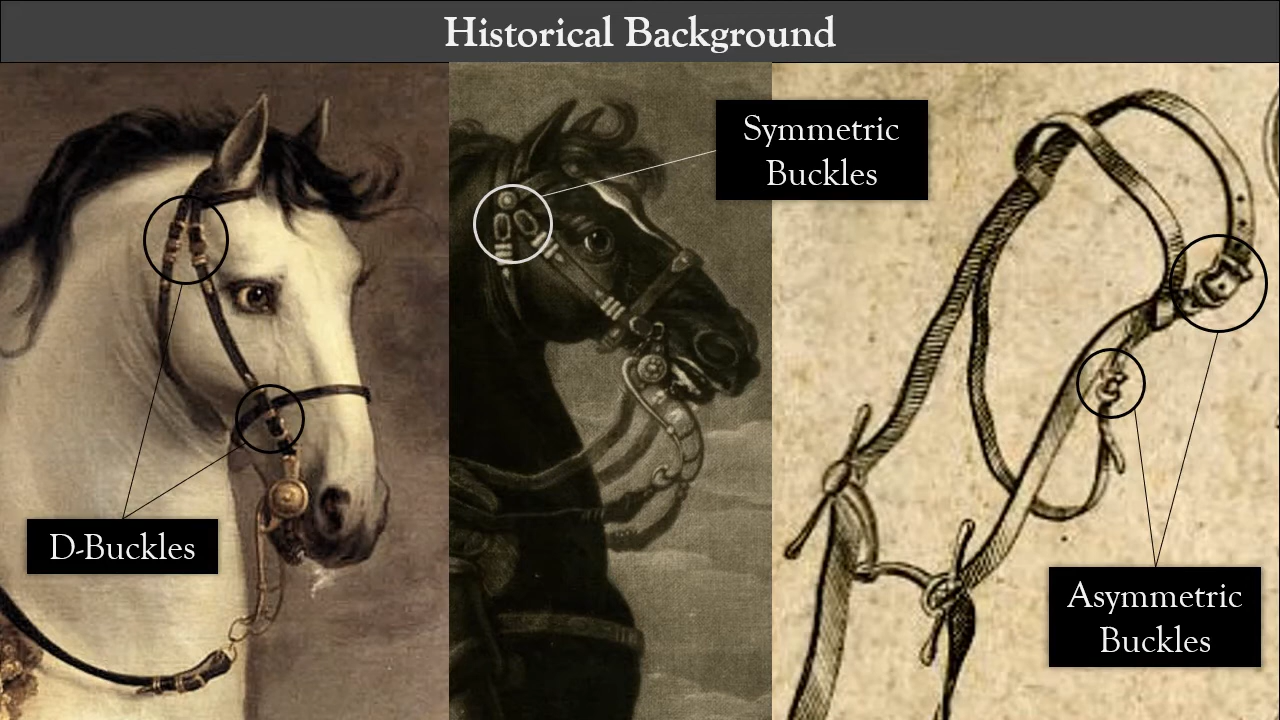 Historical Background
Symmetric
Buckles
D-Buckles
Asymmetric
Buckles